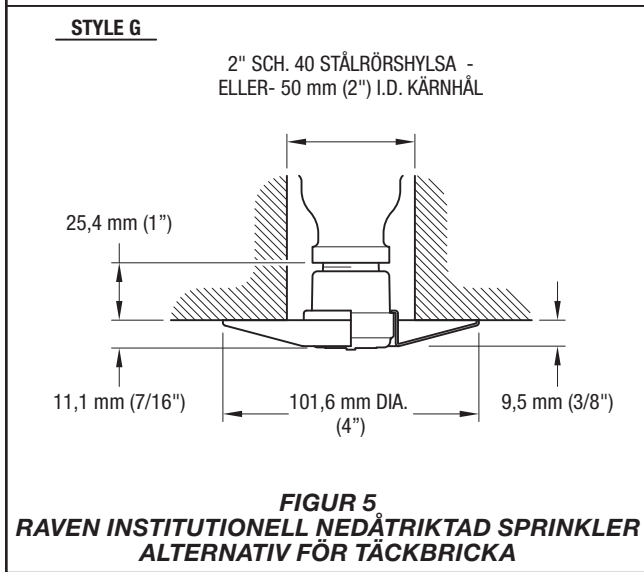 STYLE G
2" SCH. 40 STÅLRÖRSHYLSA -
ELLER- 50 mm (2") I.D. KÄRNHÅL
25,4 mm (1”)
11,1 mm (7/16")
101,6 mm DIA.
(4”)
9,5 mm (3/8")
FIGUR 5
RAVEN INSTITUTIONELL NEDÅTRIKTAD SPRINKLER
ALTERNATIV FÖR TÄCKBRICKA